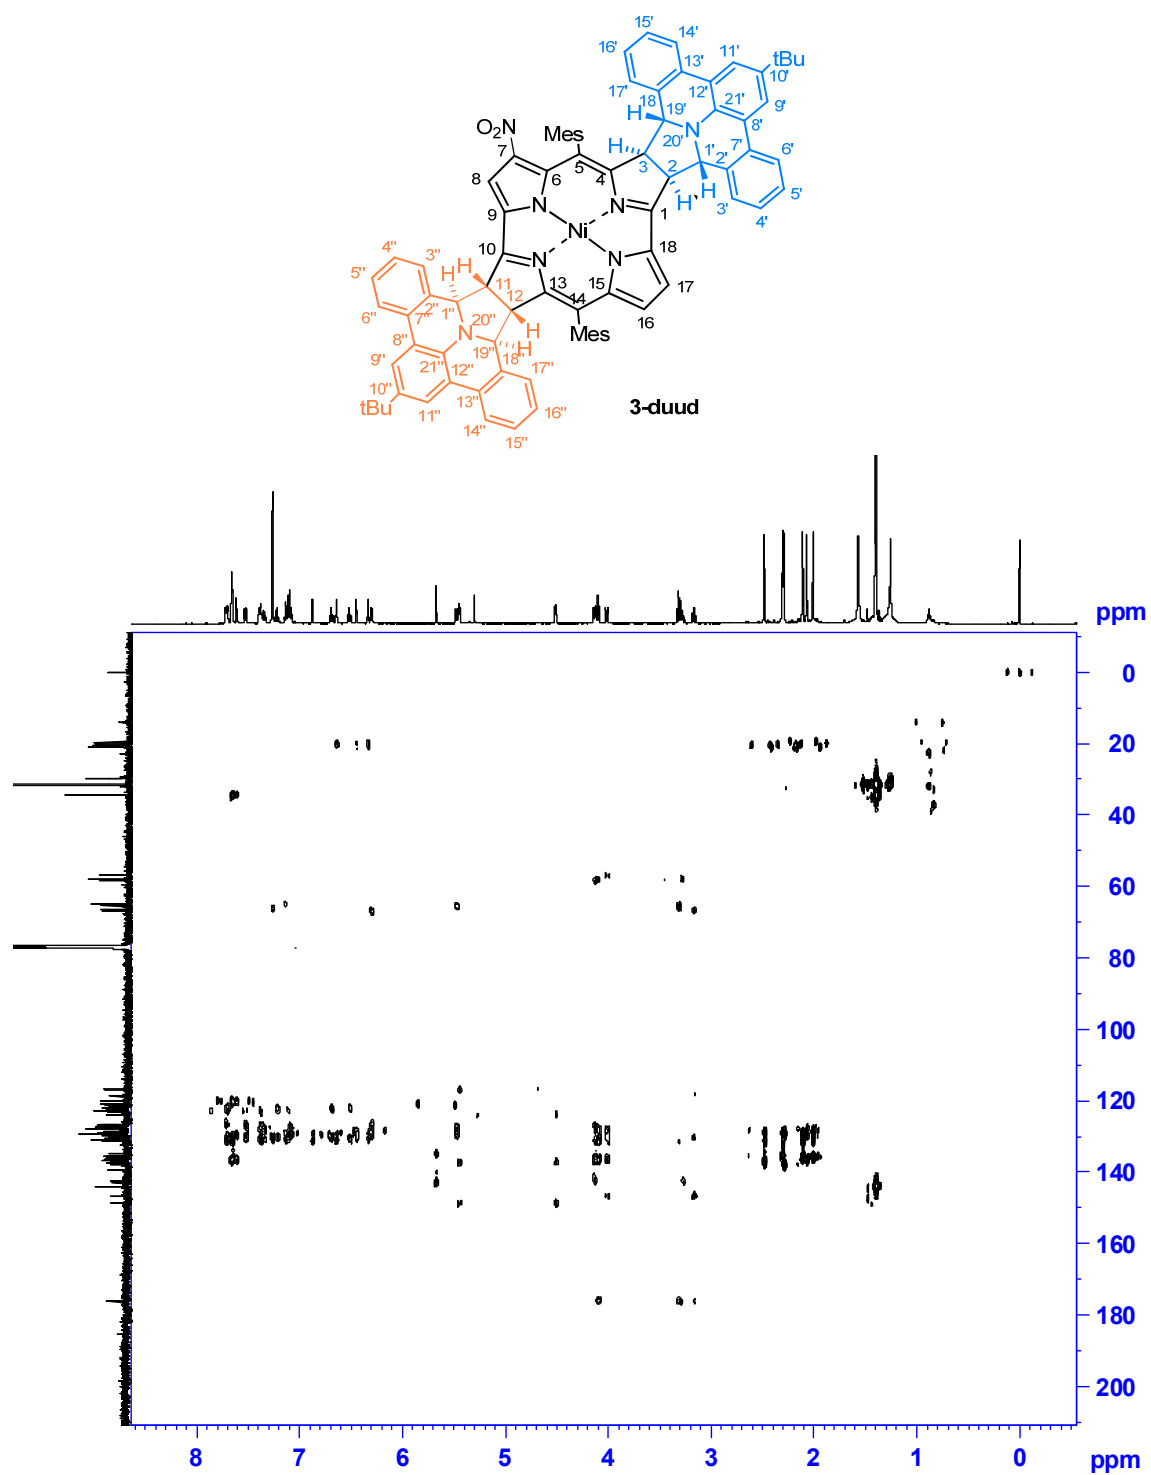 15' 14'
16' 11' tBu
13' 10'
17' 12' 21' 9'
18 19' 8'
H N
O₂N Mes 20' 7' 6'
7 H 1' 2'
5 3 2 5'
8 6 4 H H 3' 4'
9 N N 1
Ni
10 N N 18
4'' 3'' H 13 15 17
5'' H 11 14
2'' 12 16
6'' 1'' 20'' H Mes
7'' N H
8'' 19'' 18''
9'' 21'' 12'' 17''
10'' 13'' 16''
tBu 11'' 14'' 15''
3-duud
ppm
0
20
40
60
80
100
120
140
160
180
200
8 7 6 5 4 3 2 1 0 ppm